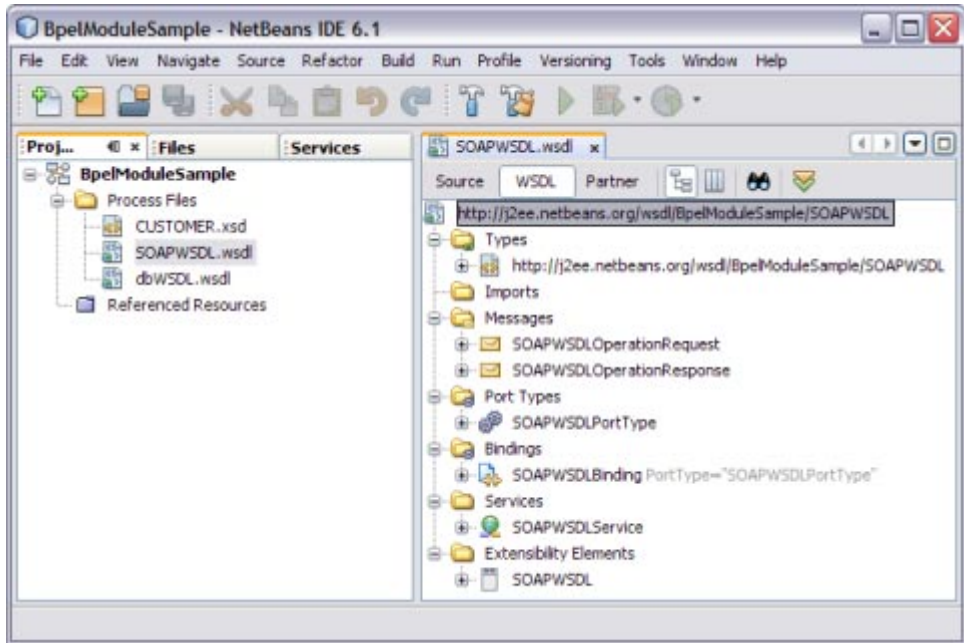 BpelModuleSample - NetBeans IDE 6.1
File Edit View Navigate Source Refactor Build Run Profile Versioning Tools Window Help
Proj... Files Services
BpelModuleSample
Process Files
CUSTOMER.xsd
SOAPWSDL.wsdl
dbWSDL.wsdl
Referenced Resources
SOAPWSDL.wsdl
Source WSDL Partner
http://j2ee.netbeans.org/wsdl/BpelModuleSample/SOAPWSDL
Types
http://j2ee.netbeans.org/wsdl/BpelModuleSample/SOAPWSDL
Imports
Messages
SOAPWSDLOperationRequest
SOAPWSDLOperationResponse
Port Types
SOAPWSDLPortType
Bindings
SOAPWSDLBinding PortType="SOAPWSDLPortType"
Services
SOAPWSDLService
Extensibility Elements
SOAPWSDL